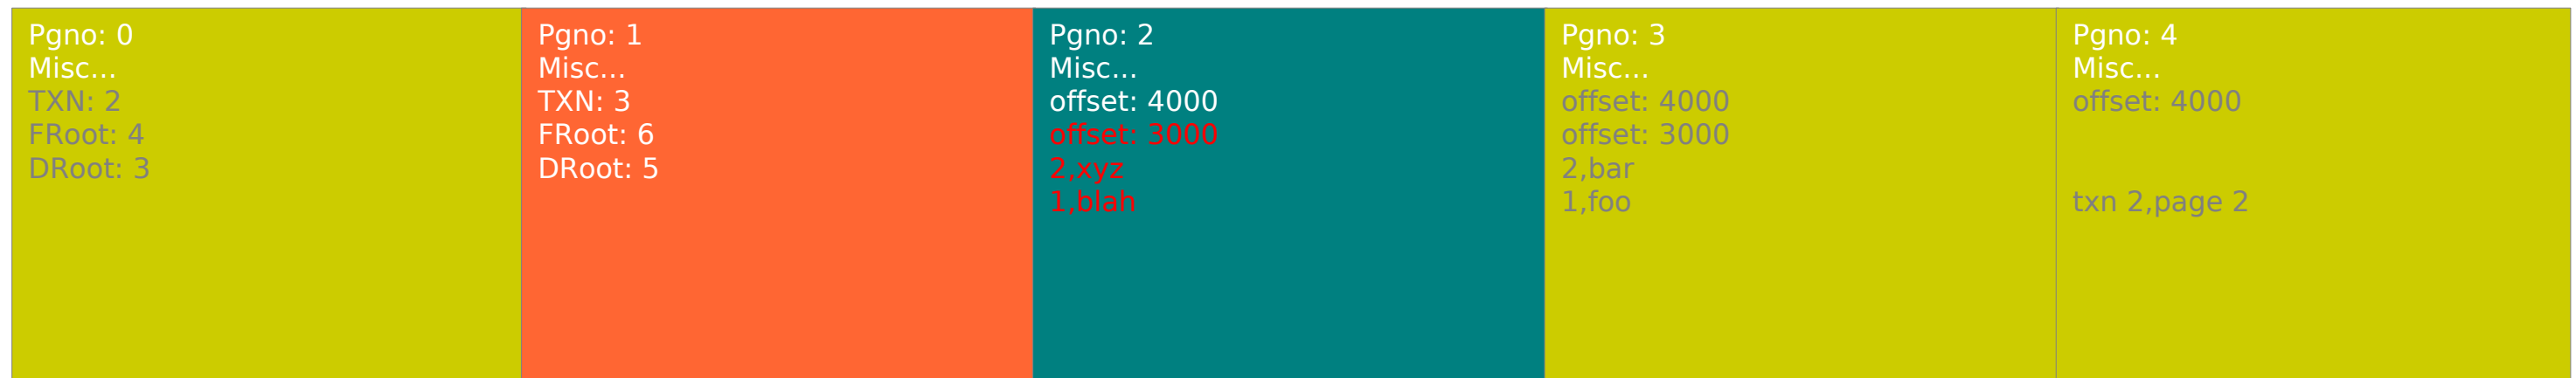 Pgno: 0
Misc...
TXN: 2
FRoot: 4
DRoot: 3
Pgno: 1
Misc...
TXN: 3
FRoot: 6
DRoot: 5
Pgno: 2
Misc...
offset: 4000
offset: 3000
2,xyz
1,blah
Pgno: 3
Misc...
offset: 4000
offset: 3000
2,bar
1,foo
Pgno: 4
Misc...
offset: 4000
txn 2,page 2